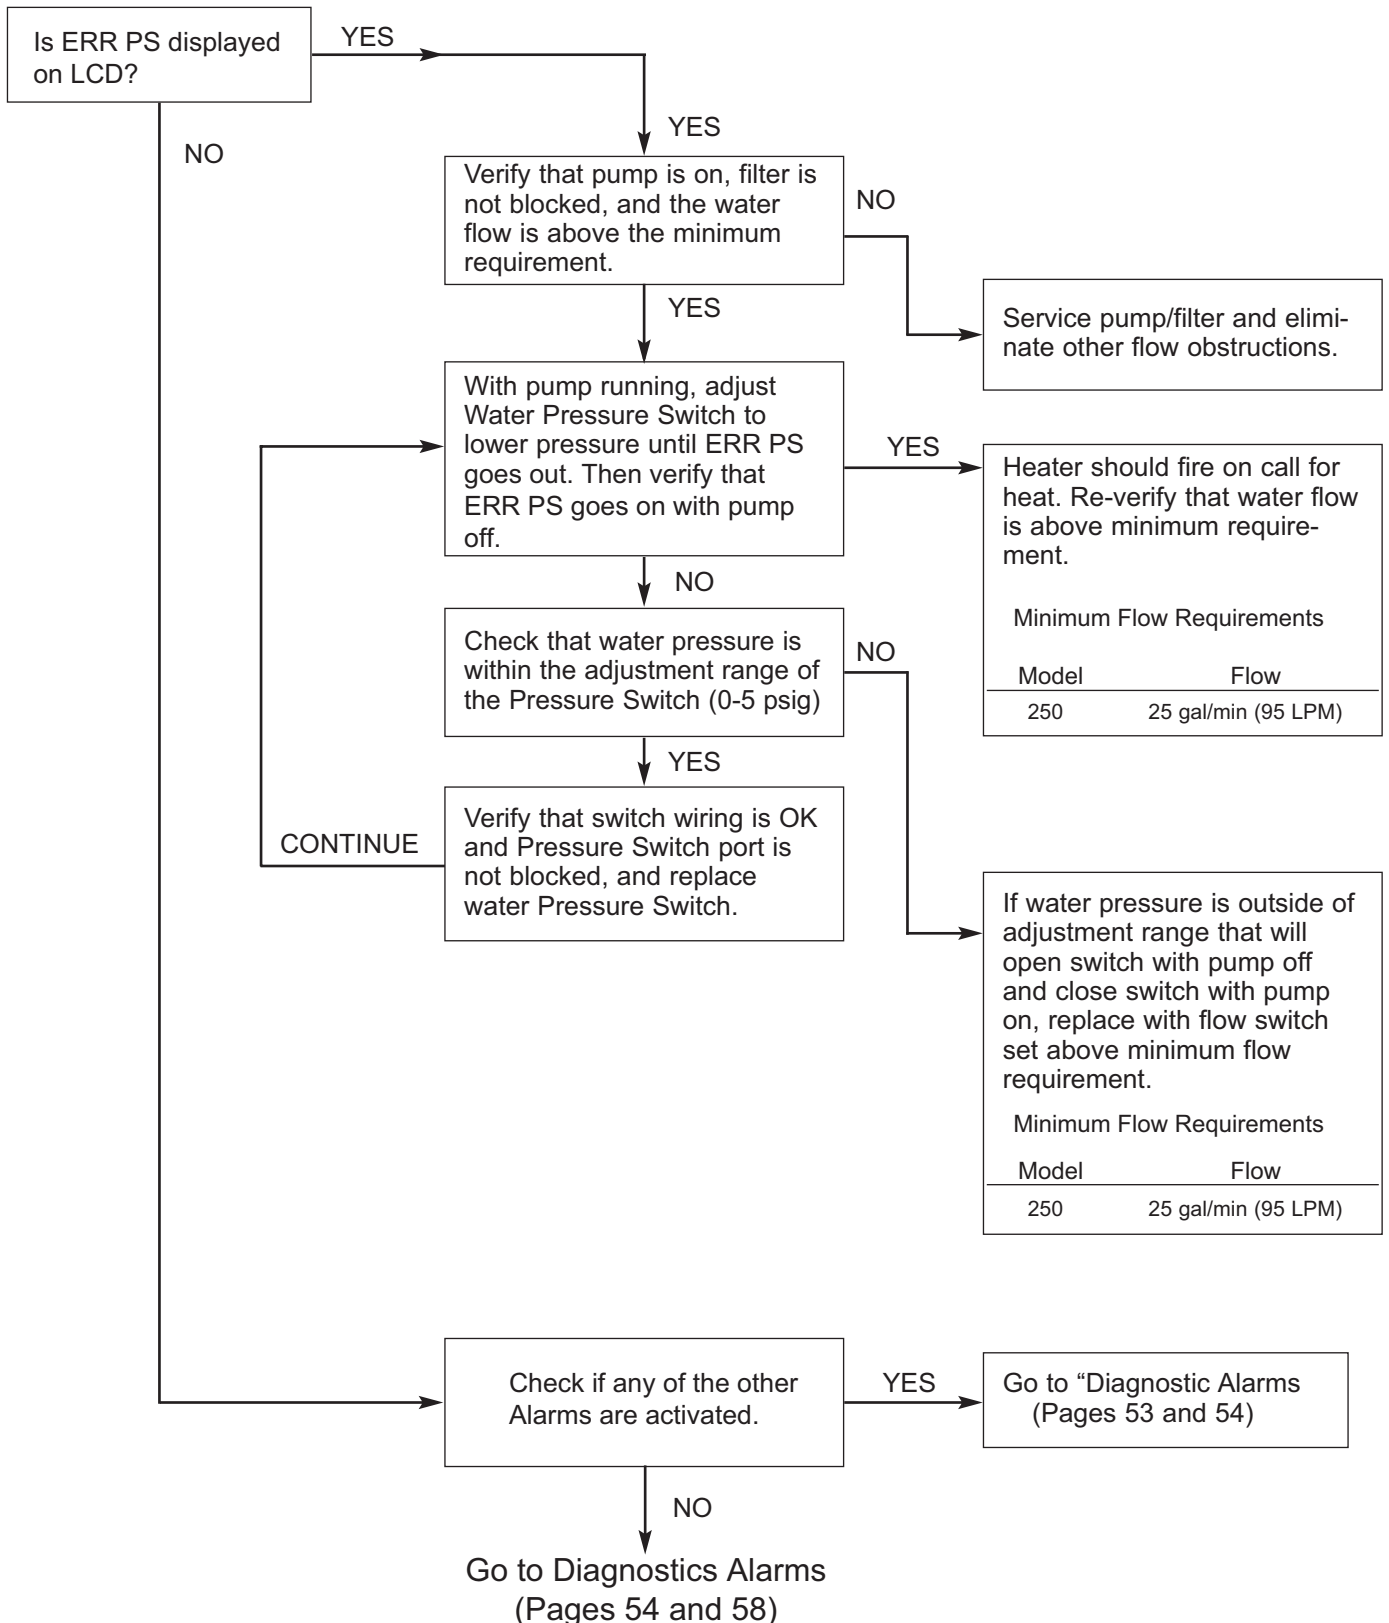 Is ERR PS displayed
on LCD?
YES
NO
YES
Verify that pump is on, filter is
not blocked, and the water
flow is above the minimum
requirement.
NO
YES
Service pump/filter and elimi-
nate other flow obstructions.
With pump running, adjust
Water Pressure Switch to
lower pressure until ERR PS
goes out. Then verify that
ERR PS goes on with pump
off.
YES
Heater should fire on call for
heat. Re-verify that water flow
is above minimum require-
ment.
Minimum Flow Requirements
Model Flow
250 25 gal/min (95 LPM)
NO
Check that water pressure is
within the adjustment range of
the Pressure Switch (0-5 psig)
NO
YES
Verify that switch wiring is OK
and Pressure Switch port is
not blocked, and replace
water Pressure Switch.
CONTINUE
If water pressure is outside of
adjustment range that will
open switch with pump off
and close switch with pump
on, replace with flow switch
set above minimum flow
requirement.
Minimum Flow Requirements
Model Flow
250 25 gal/min (95 LPM)
Check if any of the other
Alarms are activated.
YES
Go to “Diagnostic Alarms
(Pages 53 and 54)
NO
Go to Diagnostics Alarms
(Pages 54 and 58)